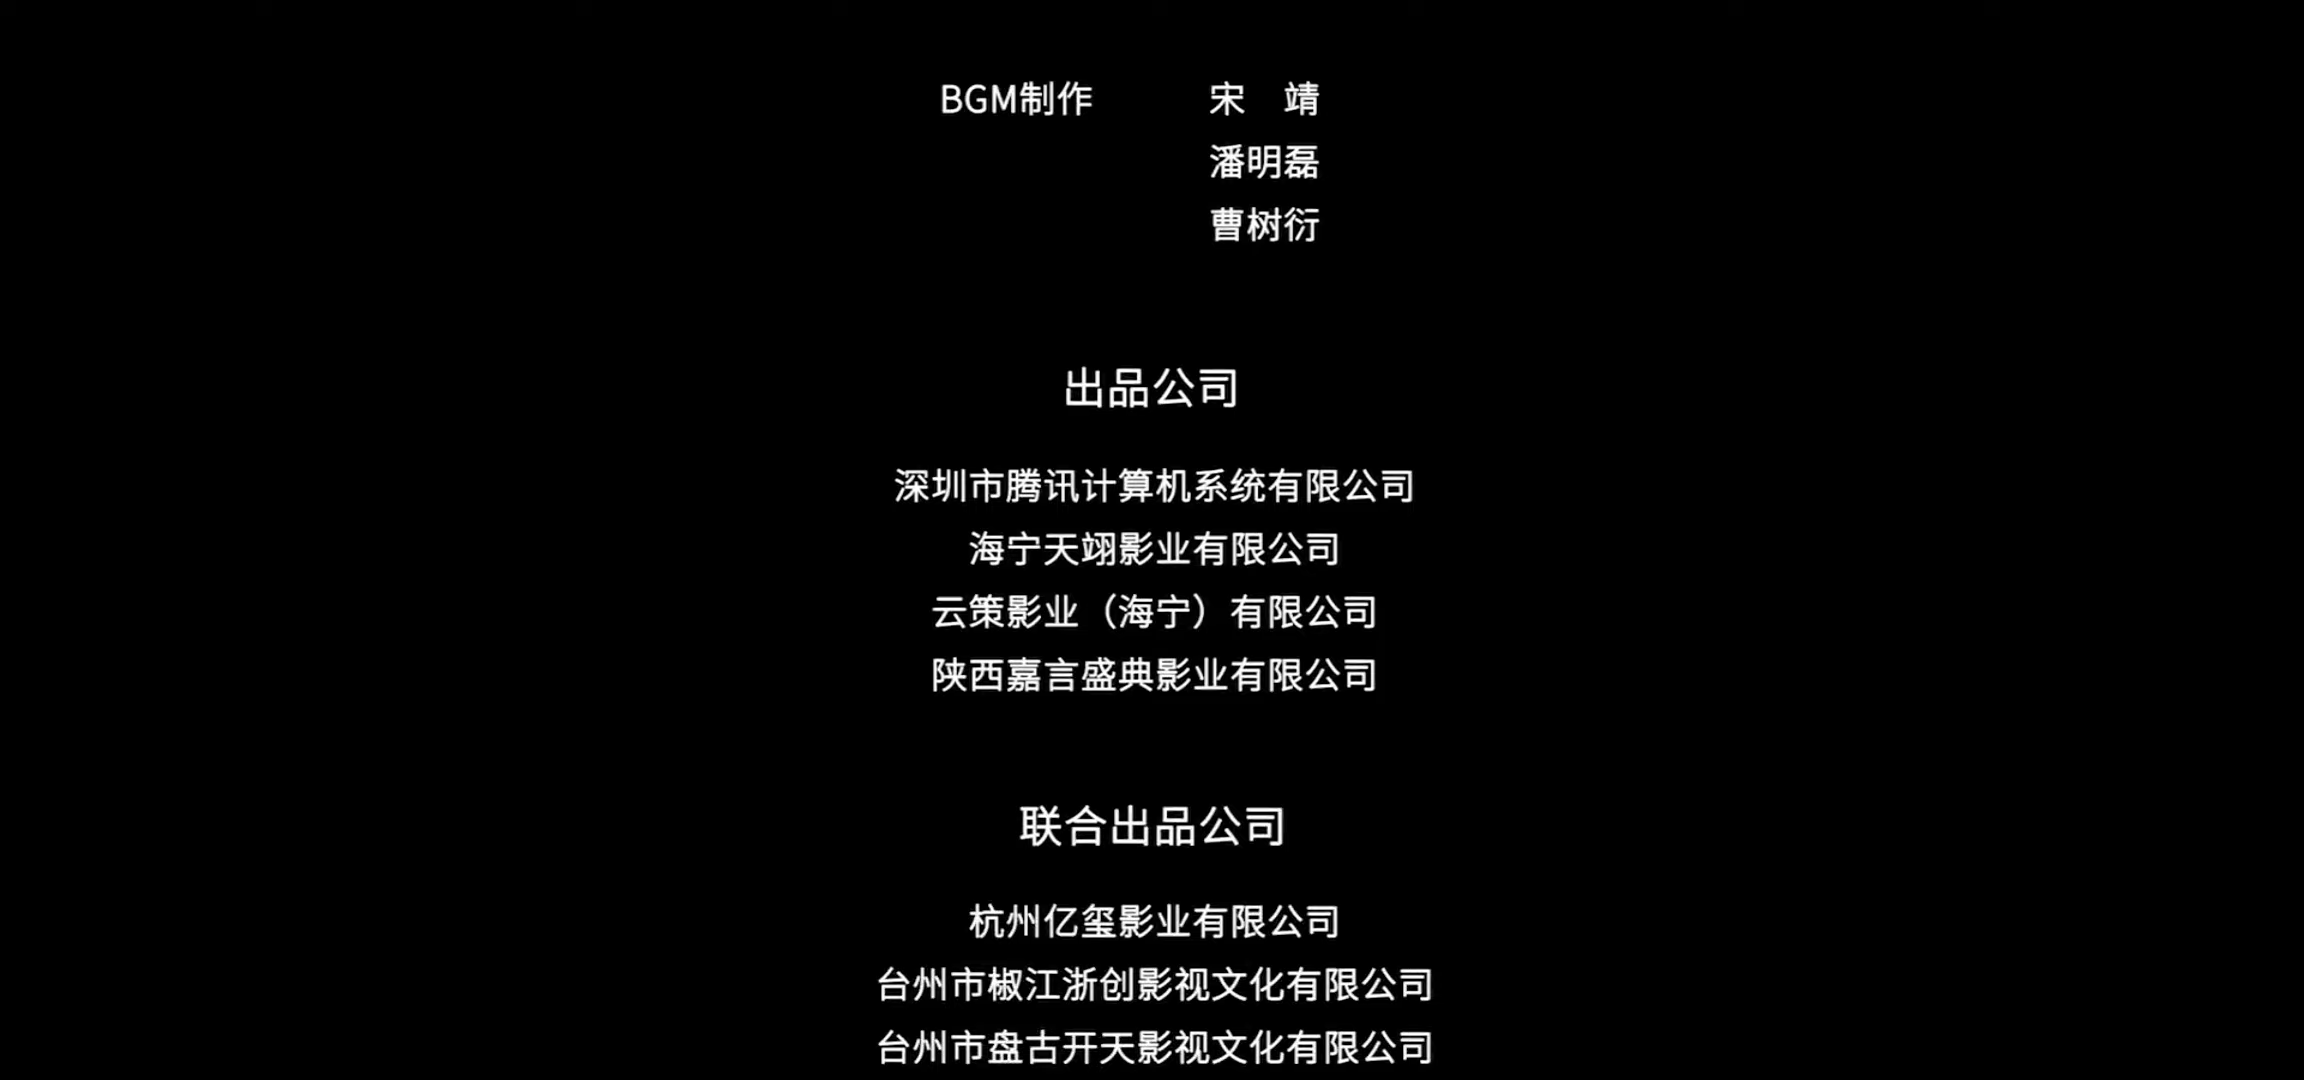 BGM制作 宋 靖
潘明磊
曹树衍
出品公司
深圳市腾讯计算机系统有限公司
海宁天翊影业有限公司
云策影业（海宁）有限公司
陕西嘉言盛典影业有限公司
联合出品公司
杭州亿玺影业有限公司
台州市椒江浙创影视文化有限公司
台州市盘古开天影视文化有限公司